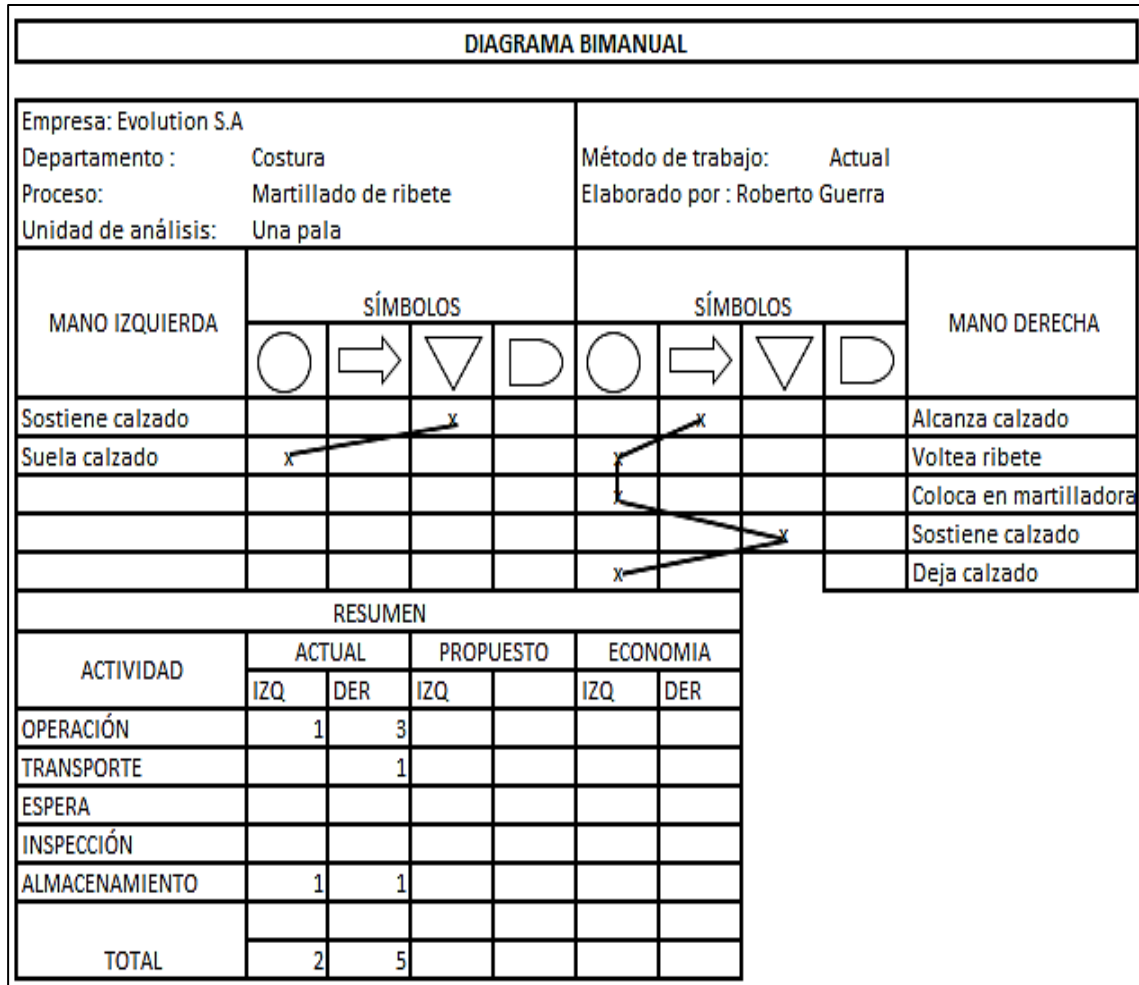 DIAGRAMA BIMANUAL
Empresa: Evolution S.A
Departamento : Costura Método de trabajo: Actual
Proceso: Martillado de ribete Elaborado por : Roberto Guerra
Unidad de análisis: Una pala
MANO IZQUIERDA SÍMBOLOS SÍMBOLOS MANO DERECHA
Sostiene calzado x x Alcanza calzado
Suela calzado x x Voltea ribete
x Coloca en martilladora
x Sostiene calzado
x Deja calzado
RESUMEN
ACTIVIDAD ACTUAL PROPUESTO ECONOMIA
IZQ DER IZQ IZQ DER
OPERACIÓN 1 3
TRANSPORTE 1
ESPERA
INSPECCIÓN
ALMACENAMIENTO 1 1
TOTAL 2 5